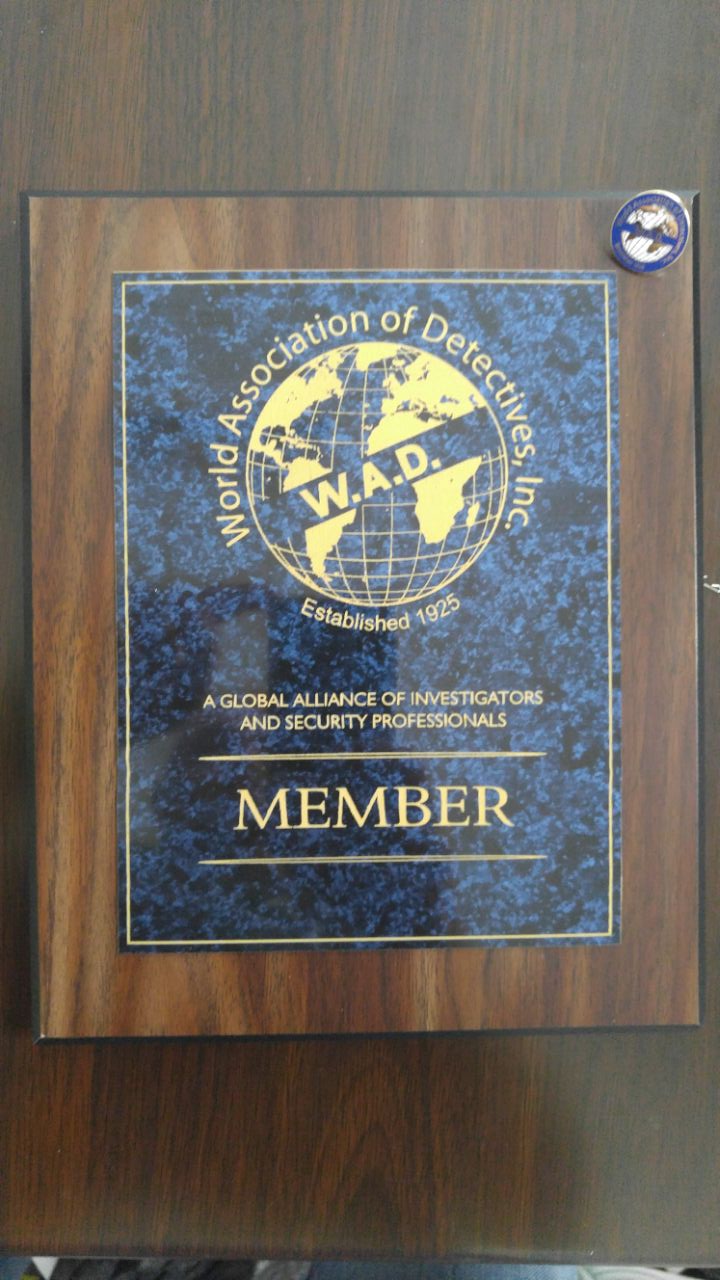 World Association of Detectives, Inc.
W.A.D.
Established 1925
A GLOBAL ALLIANCE OF INVESTIGATORS
AND SECURITY PROFESSIONALS
MEMBER